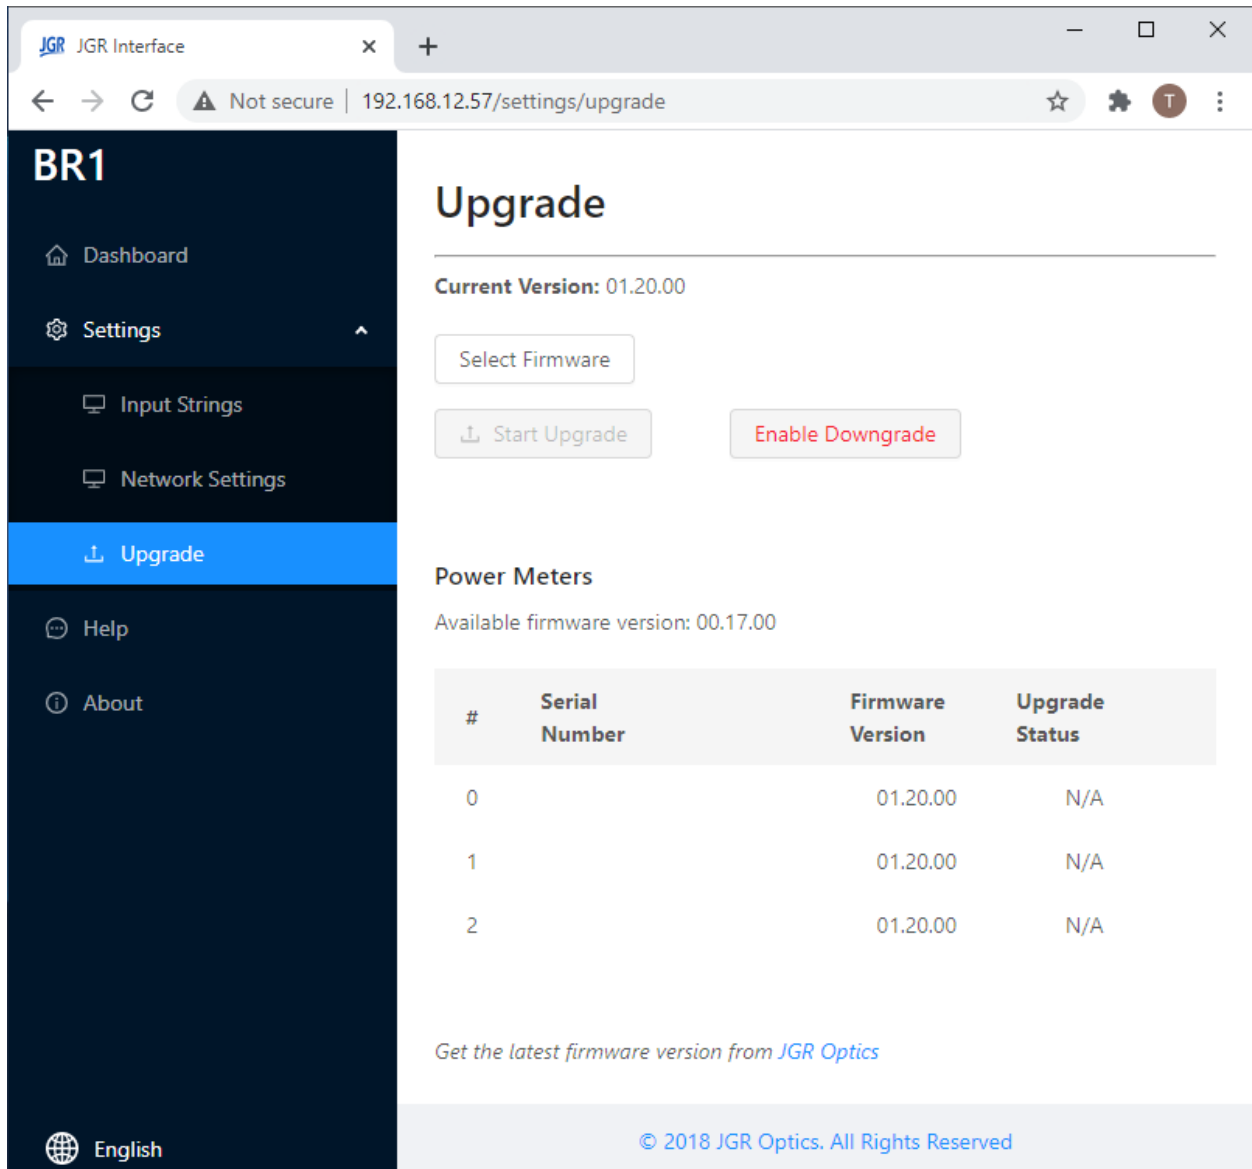 JGR JGR Interface
Not secure 192.168.12.57/settings/upgrade T
BR1
Dashboard
Settings
Input Strings
Network Settings
Upgrade
Help
About
English
Upgrade
Current Version: 01.20.00
Select Firmware
Start Upgrade Enable Downgrade
Power Meters
Available firmware version: 00.17.00
# Serial Number Firmware Version Upgrade Status
0 01.20.00 N/A
1 01.20.00 N/A
2 01.20.00 N/A
Get the latest firmware version from JGR Optics
© 2018 JGR Optics. All Rights Reserved